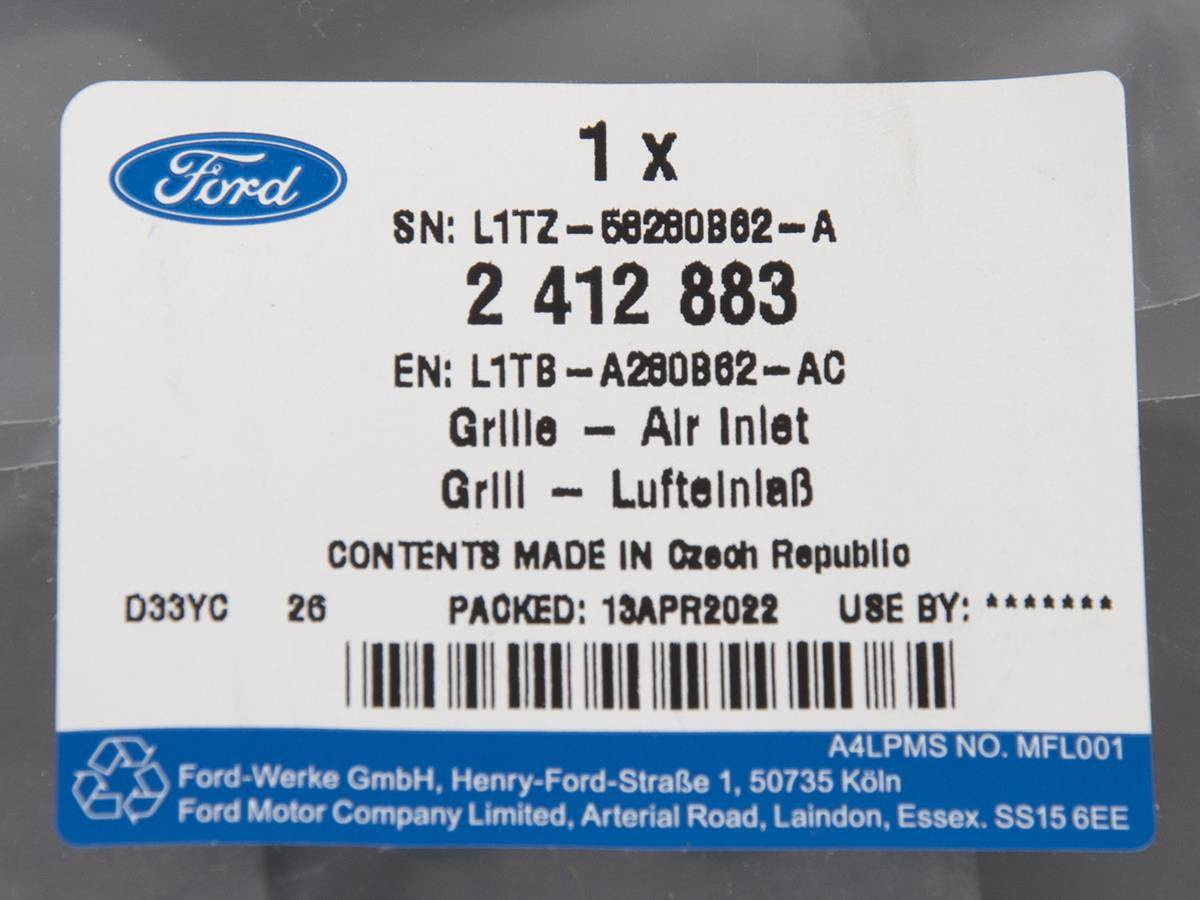 Ford
1 x
SN: L1TZ-58280B62-A
2 412 883
EN: L1TB-A280B62-AC
Grille - Air Inlet
Grill - Lufteinlaß
CONTENTS MADE IN Czech Republic
D33YC 26 PACKED: 13APR2022 USE BY: *******
A4LPMS NO. MFL001
Ford-Werke GmbH, Henry-Ford-Straße 1, 50735 Köln
Ford Motor Company Limited, Arterial Road, Laindon, Essex. SS15 6EE